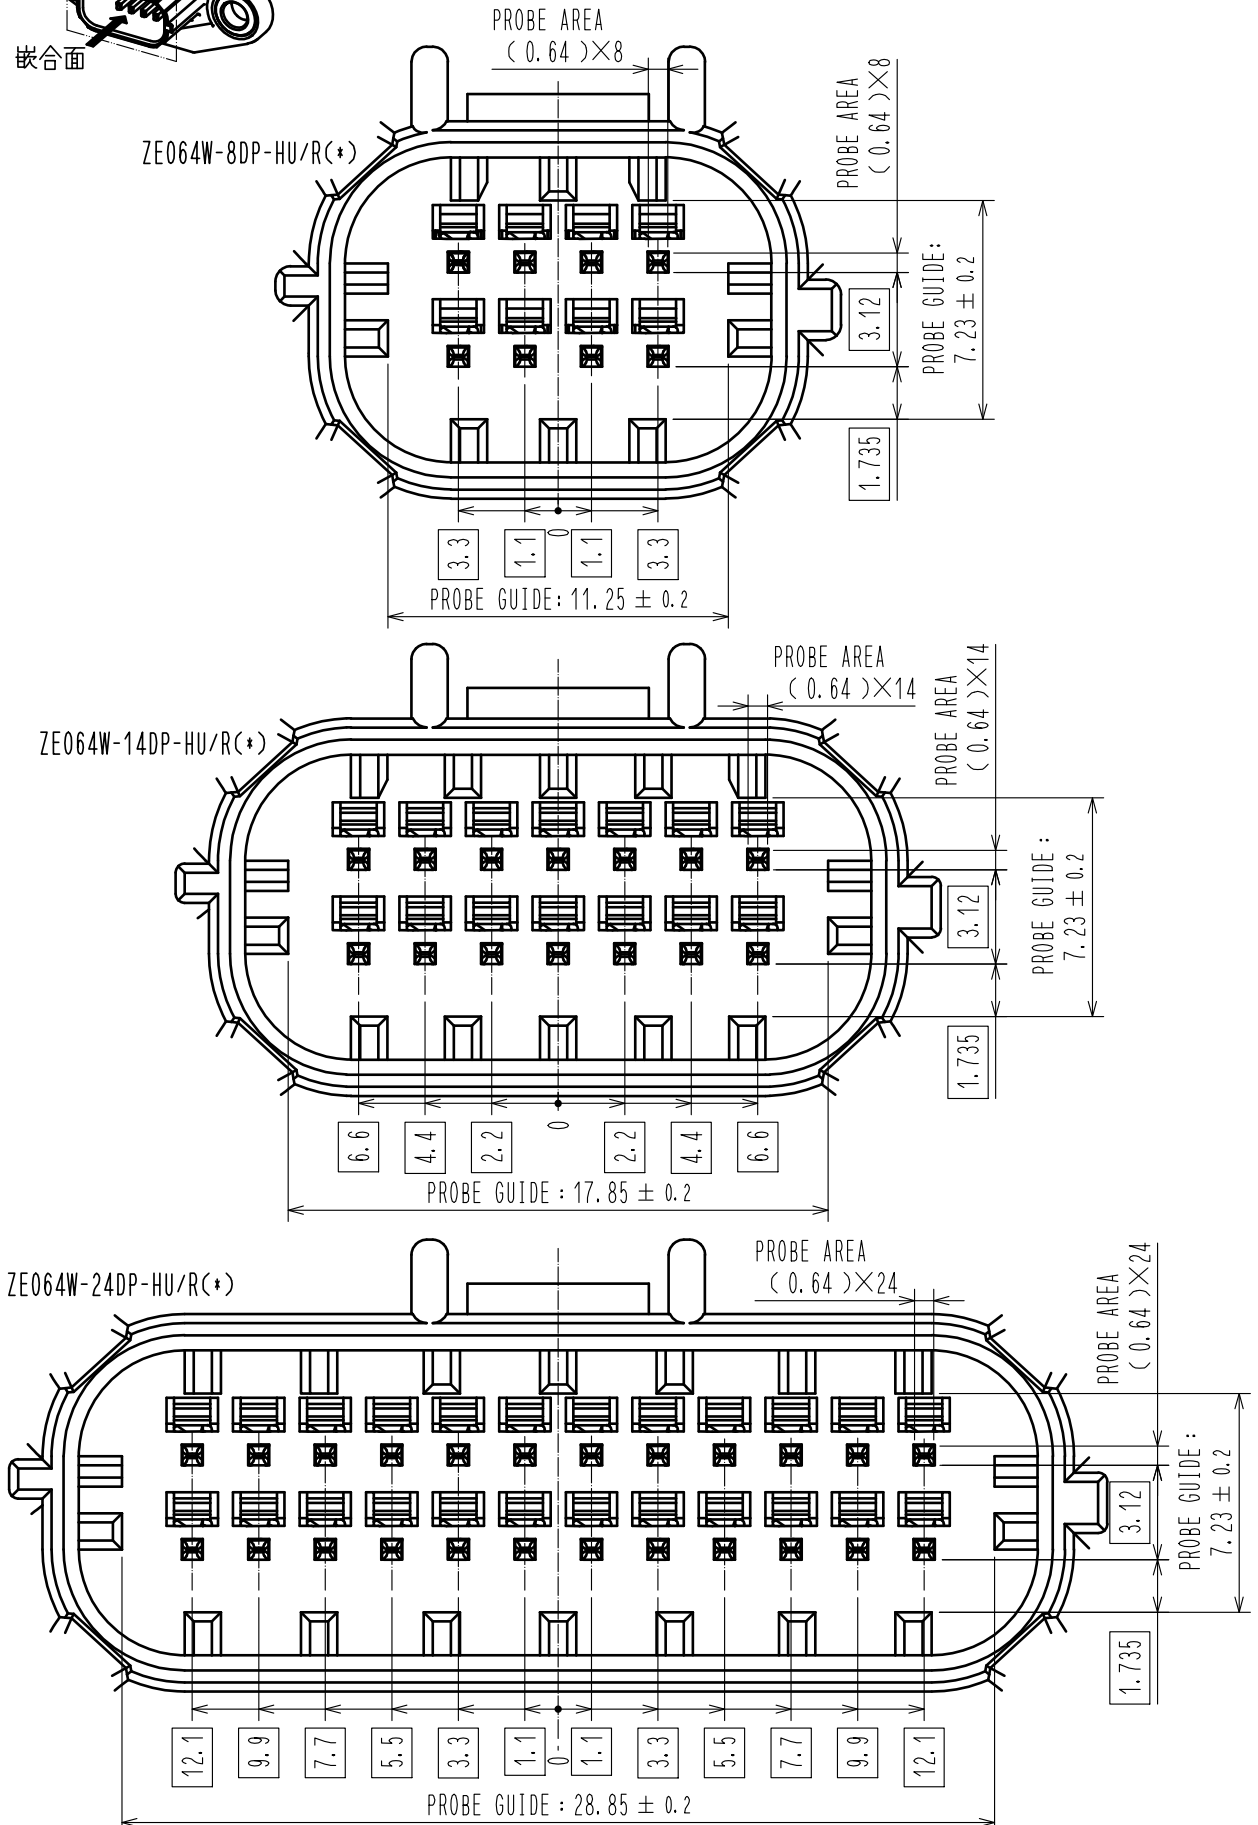 嵌合面
PROBE AREA
(0.64)×8
PROBE AREA
(0.64)×8
ZE064W-8DP-HU/R(*)
PROBE GUIDE:
7.23 ± 0.2
3.12
1.735
3.3
1.1
0
1.1
3.3
PROBE GUIDE:11.25 ± 0.2
PROBE AREA
(0.64)×14
PROBE AREA
(0.64)×14
ZE064W-14DP-HU/R(*)
PROBE GUIDE:
7.23 ± 0.2
3.12
1.735
6.6
4.4
2.2
0
2.2
4.4
6.6
PROBE GUIDE:17.85 ± 0.2
PROBE AREA
(0.64)×24
PROBE AREA
(0.64)×24
ZE064W-24DP-HU/R(*)
PROBE GUIDE:
7.23 ± 0.2
3.12
1.735
12.1
9.9
7.7
5.5
3.3
1.1
0
1.1
3.3
5.5
7.7
9.9
12.1
PROBE GUIDE:28.85 ± 0.2